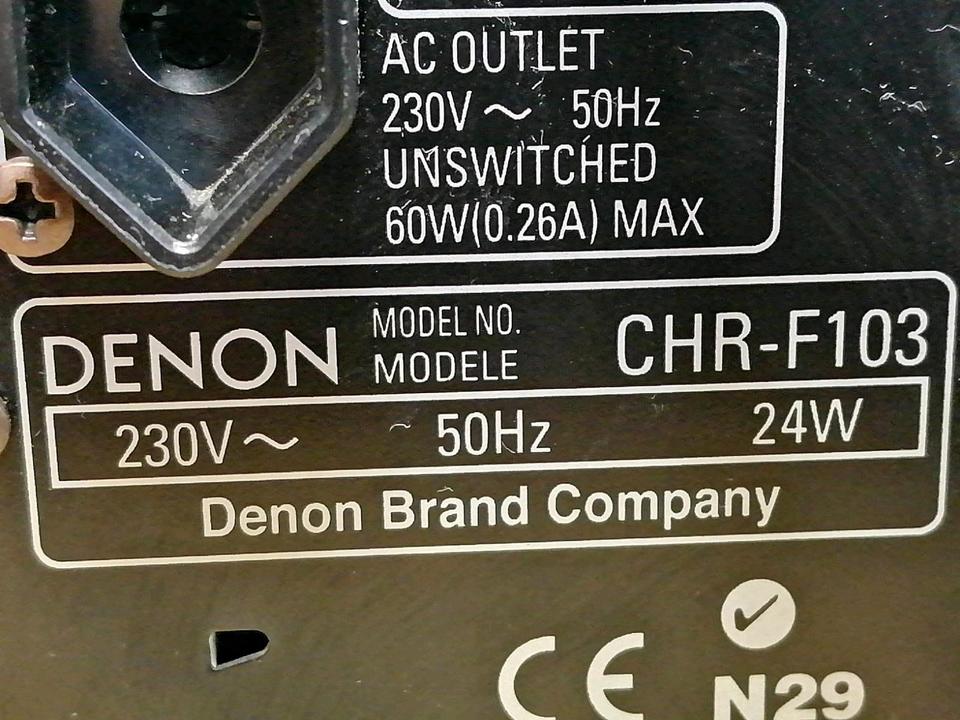 AC OUTLET
230V ~ 50Hz
UNSWITCHED
60W(0.26A) MAX
DENON MODEL NO. MODELE CHR-F103
230V ~ 50Hz 24W
Denon Brand Company
CE N29